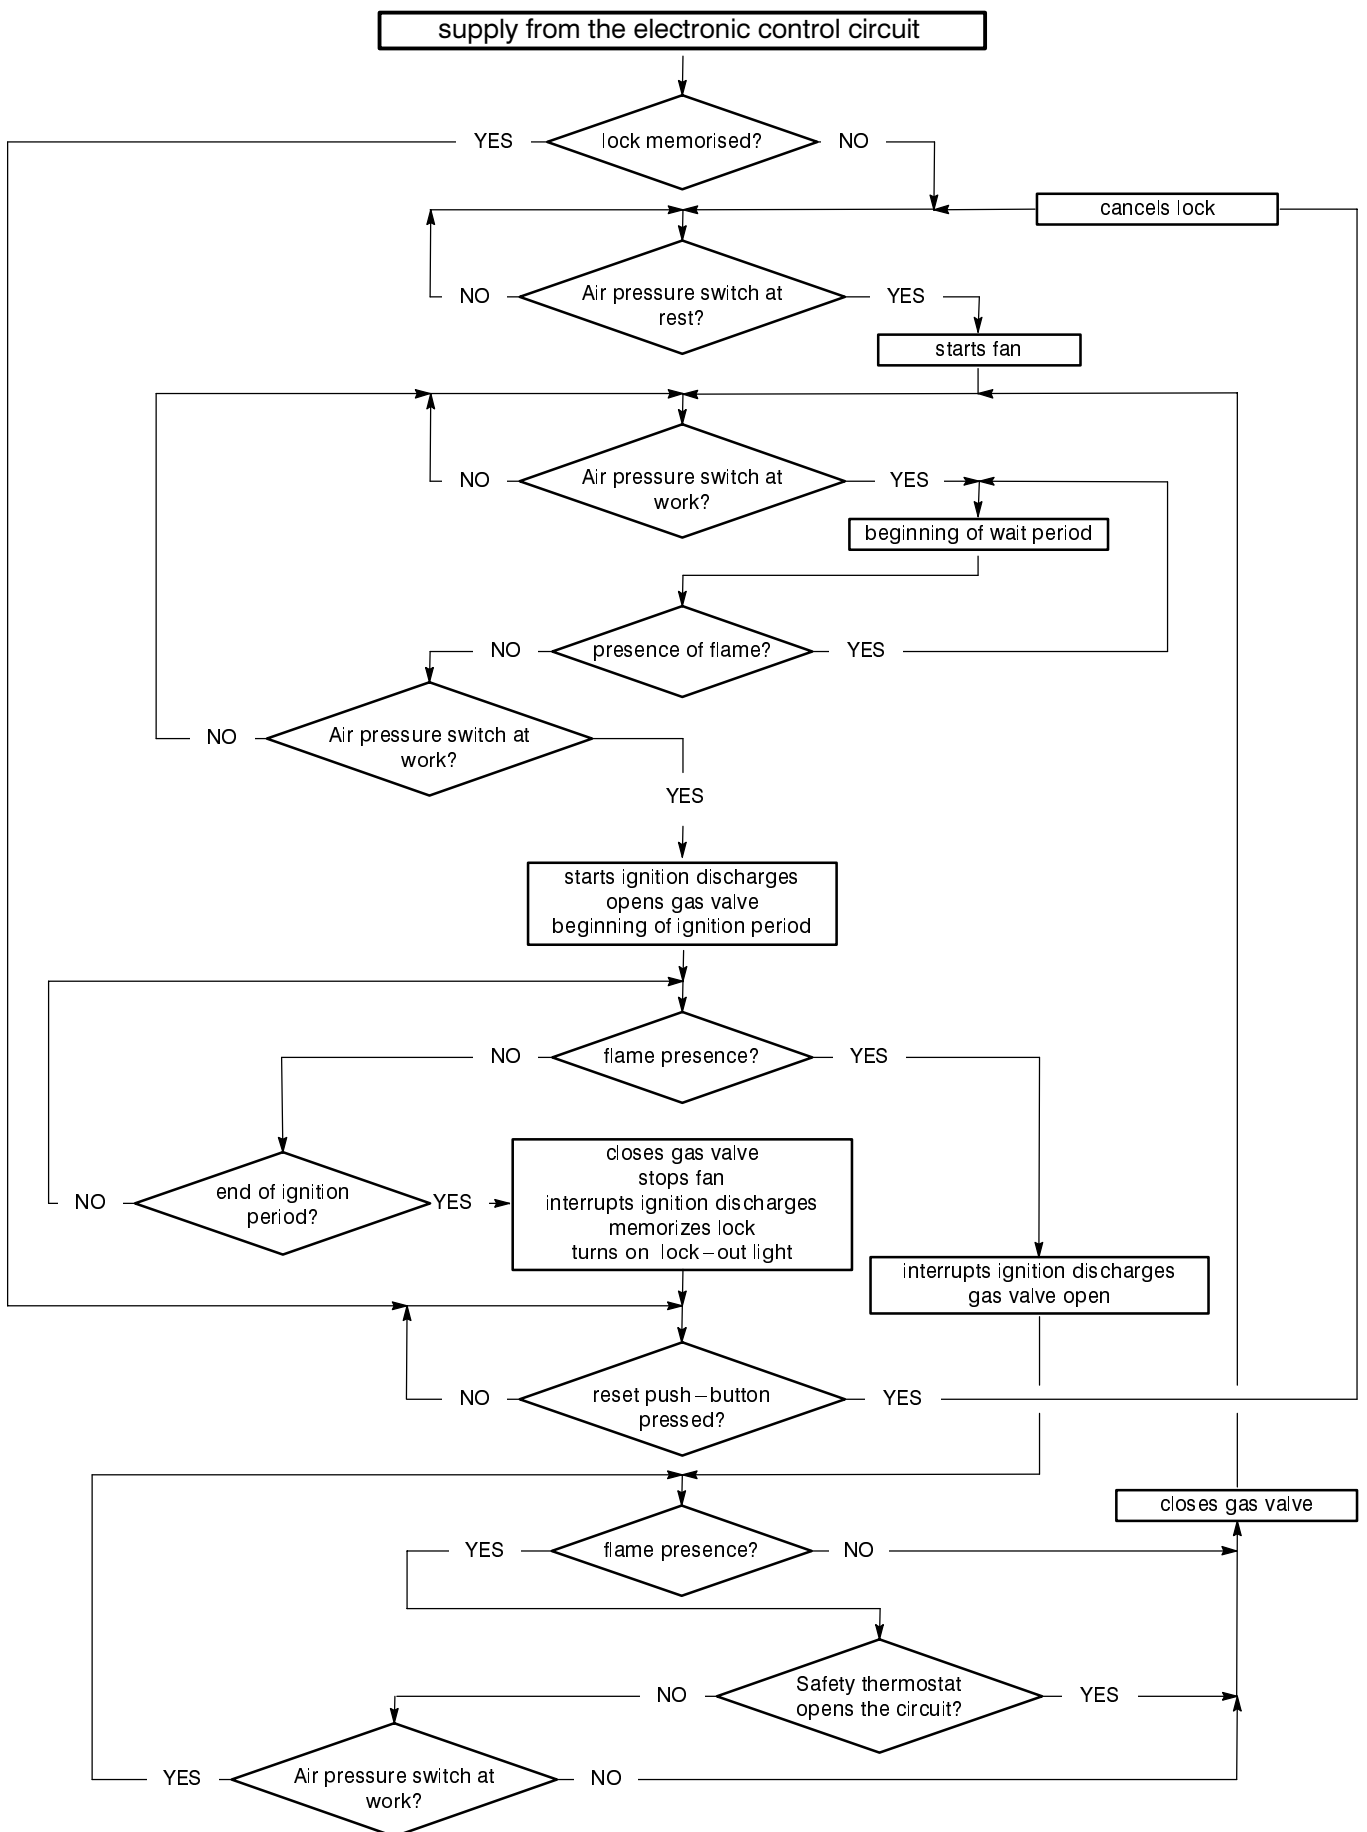 supply from the electronic control circuit
YES
lock memorised?
NO
cancels lock
NO
Air pressure switch at
rest?
YES
starts fan
NO
Air pressure switch at
work?
YES
beginning of wait period
NO
presence of flame?
YES
NO
Air pressure switch at
work?
YES
starts ignition discharges
opens gas valve
beginning of ignition period
NO
flame presence?
YES
NO
end of ignition
period?
YES
closes gas valve
stops fan
interrupts ignition discharges
memorizes lock
turns on lock-out light
interrupts ignition discharges
gas valve open
NO
reset push-button
pressed?
YES
closes gas valve
YES
flame presence?
NO
NO
Safety thermostat
opens the circuit?
YES
YES
Air pressure switch at
work?
NO